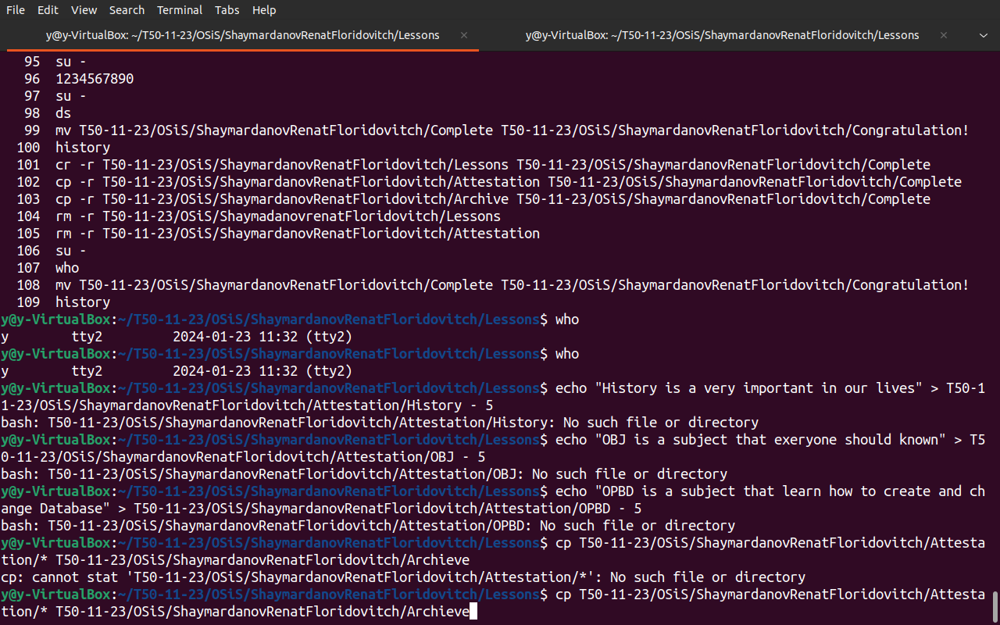 File Edit View Search Terminal Tabs Help
y@y-VirtualBox: ~/T50-11-23/OSiS/ShaymardanovRenatFloridovitch/Lessons × y@y-VirtualBox: ~/T50-11-23/OSiS/ShaymardanovRenatFloridovitch/Lessons ×
95 su -
96 1234567890
97 su -
98 ds
99 mv T50-11-23/OSiS/ShaymardanovRenatFloridovitch/Complete T50-11-23/OSiS/ShaymardanovRenatFloridovitch/Congratulation!
100 history
101 cr -r T50-11-23/OSiS/ShaymardanovRenatFloridovitch/Lessons T50-11-23/OSiS/ShaymardanovRenatFloridovitch/Complete
102 cp -r T50-11-23/OSiS/ShaymardanovRenatFloridovitch/Attestation T50-11-23/OSiS/ShaymardanovRenatFloridovitch/Complete
103 cp -r T50-11-23/OSiS/ShaymardanovRenatFloridovitch/Archive T50-11-23/OSiS/ShaymardanovRenatFloridovitch/Complete
104 rm -r T50-11-23/OSiS/ShaymadanovrenatFloridovitch/Lessons
105 rm -r T50-11-23/OSiS/ShaymardanovRenatFloridovitch/Attestation
106 su -
107 who
108 mv T50-11-23/OSiS/ShaymardanovRenatFloridovitch/Complete T50-11-23/OSiS/ShaymardanovRenatFloridovitch/Congratulation!
109 history
y@y-VirtualBox:~/T50-11-23/OSiS/ShaymardanovRenatFloridovitch/Lessons$ who
y tty2 2024-01-23 11:32 (tty2)
y@y-VirtualBox:~/T50-11-23/OSiS/ShaymardanovRenatFloridovitch/Lessons$ who
y tty2 2024-01-23 11:32 (tty2)
y@y-VirtualBox:~/T50-11-23/OSiS/ShaymardanovRenatFloridovitch/Lessons$ echo "History is a very important in our lives" > T50-1
1-23/OSiS/ShaymardanovRenatFloridovitch/Attestation/History - 5
bash: T50-11-23/OSiS/ShaymardanovRenatFloridovitch/Attestation/History: No such file or directory
y@y-VirtualBox:~/T50-11-23/OSiS/ShaymardanovRenatFloridovitch/Lessons$ echo "OBJ is a subject that exeryone should known" > T5
0-11-23/OSiS/ShaymardanovRenatFloridovitch/Attestation/OBJ - 5
bash: T50-11-23/OSiS/ShaymardanovRenatFloridovitch/Attestation/OBJ: No such file or directory
y@y-VirtualBox:~/T50-11-23/OSiS/ShaymardanovRenatFloridovitch/Lessons$ echo "OPBD is a subject that learn how to create and ch
ange Database" > T50-11-23/OSiS/ShaymardanovRenatFloridovitch/Attestation/OPBD - 5
bash: T50-11-23/OSiS/ShaymardanovRenatFloridovitch/Attestation/OPBD: No such file or directory
y@y-VirtualBox:~/T50-11-23/OSiS/ShaymardanovRenatFloridovitch/Lessons$ cp T50-11-23/OSiS/ShaymardanovRenatFloridovitch/Attesta
tion/* T50-11-23/OSiS/ShaymardanovRenatFloridovitch/Archieve
cp: cannot stat 'T50-11-23/OSiS/ShaymardanovRenatFloridovitch/Attestation/*': No such file or directory
y@y-VirtualBox:~/T50-11-23/OSiS/ShaymardanovRenatFloridovitch/Lessons$ cp T50-11-23/OSiS/ShaymardanovRenatFloridovitch/Attesta
tion/* T50-11-23/OSiS/ShaymardanovRenatFloridovitch/Archieve